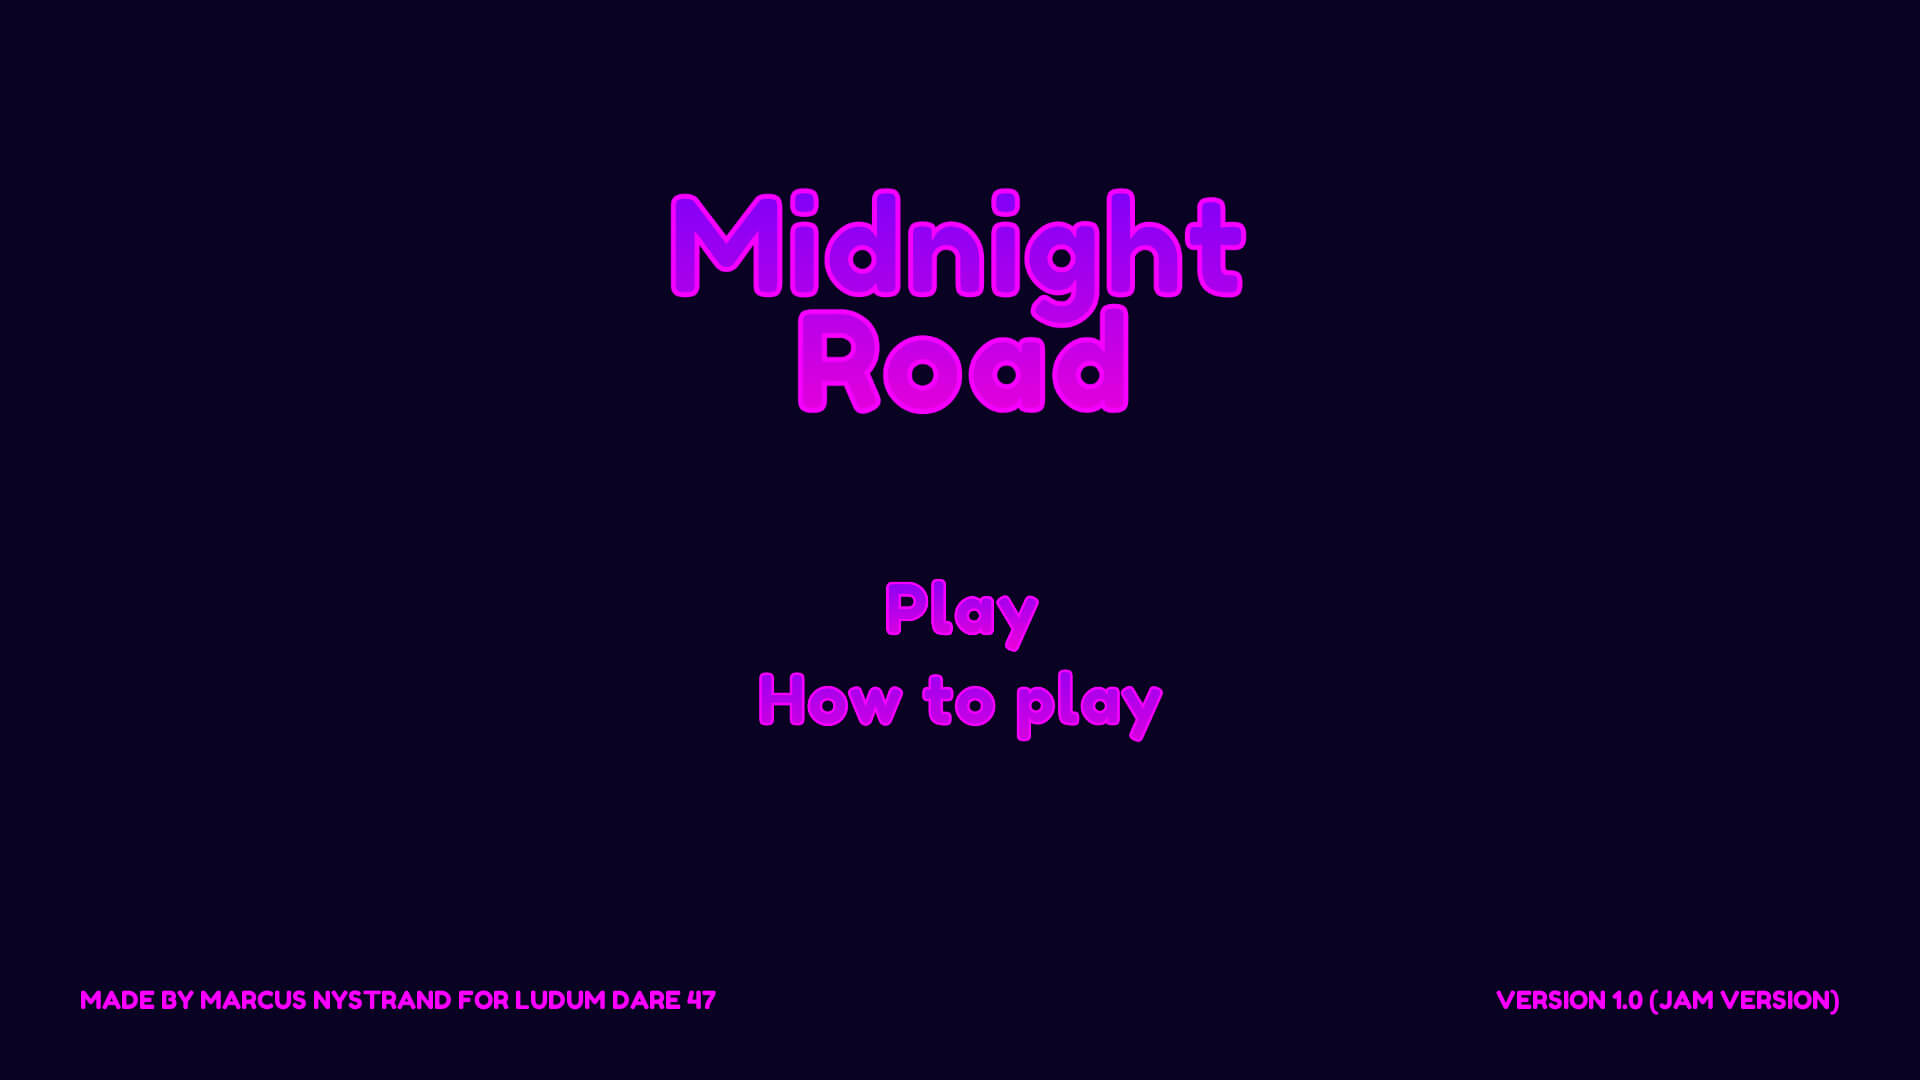 Midnight
Road
Play
How to play
MADE BY MARCUS NYSTRAND FOR LUDUM DARE 47
VERSION 1.0 (JAM VERSION)